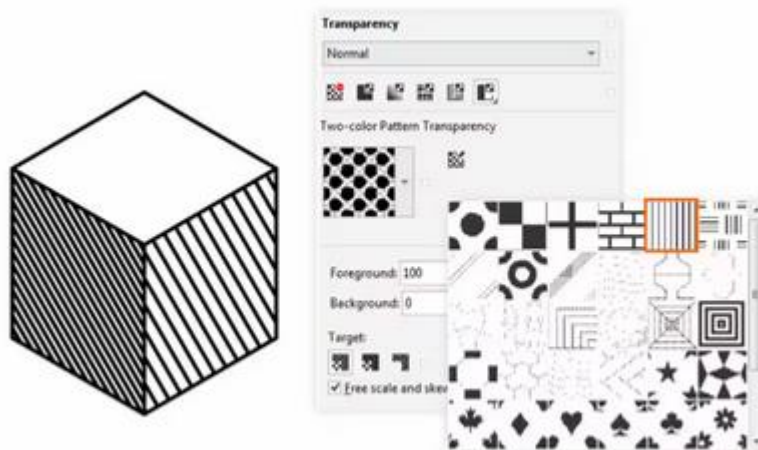 Transparency
Normal
Two-color Pattern Transparency
Foreground: 100
Background: 0
Target:
Free scale and skew